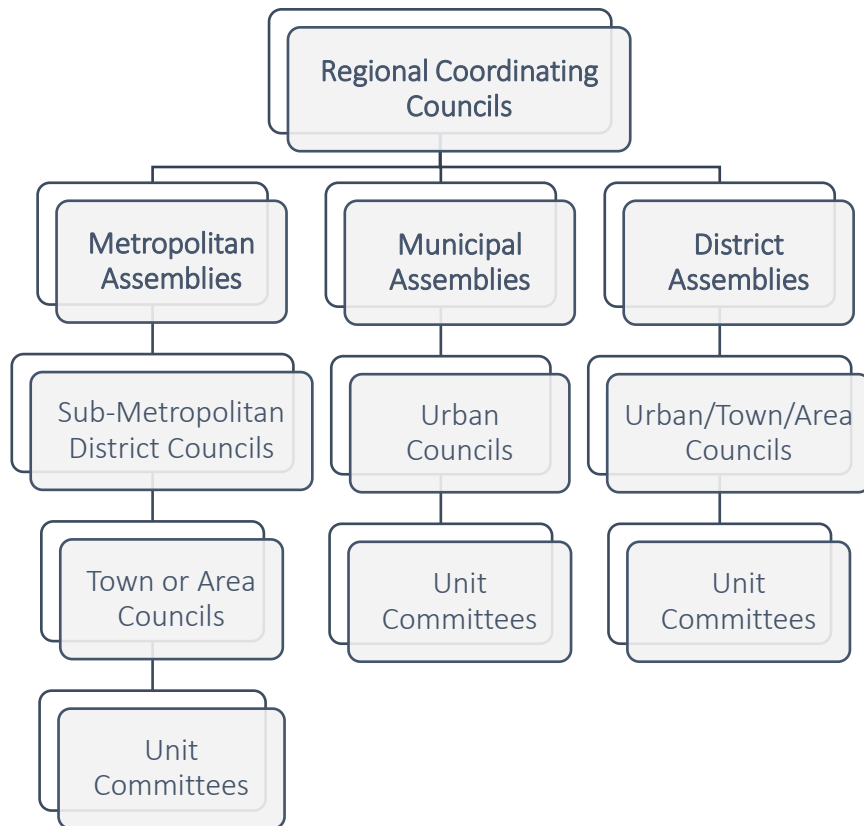 Regional Coordinating
Councils
Metropolitan
Assemblies
Municipal
Assemblies
District
Assemblies
Sub-Metropolitan
District Councils
Urban
Councils
Urban/Town/Area
Councils
Town or Area
Councils
Unit
Committees
Unit
Committees
Unit
Committees